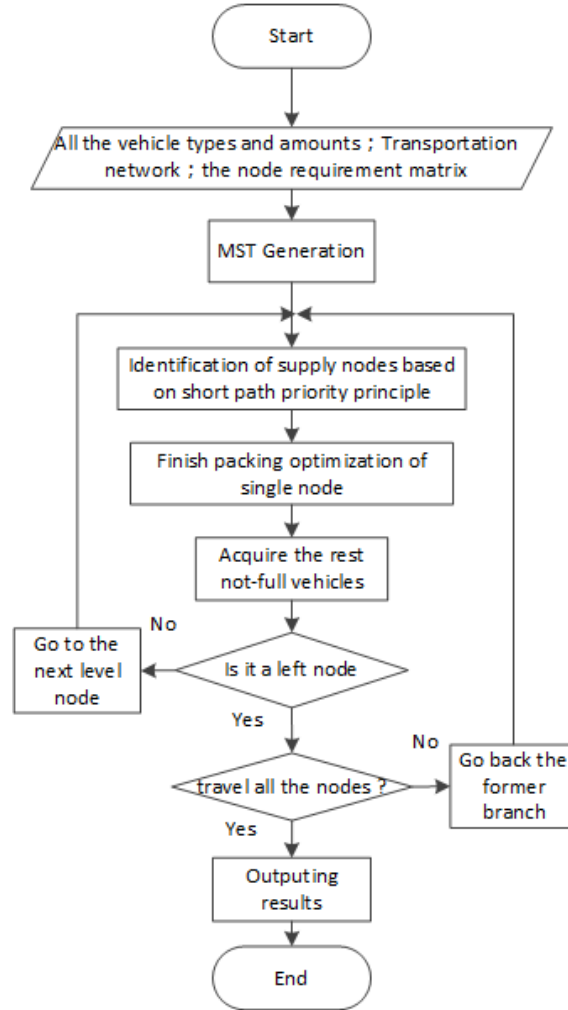 Start
All the vehicle types and amounts；Transportation
network；the node requirement matrix
MST Generation
Identification of supply nodes based
on short path priority principle
Finish packing optimization of
single node
Acquire the rest
not-full vehicles
No
Go to the
next level
node
Is it a left node
Yes
No
Go back the
former
branch
travel all the nodes？
Yes
Outputing
results
End